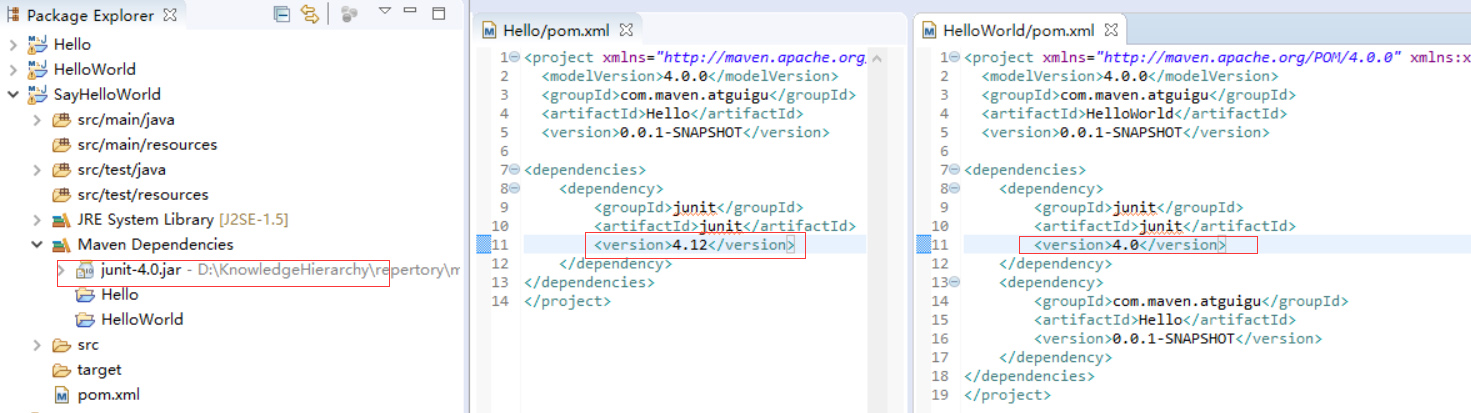 Package Explorer
Hello
HelloWorld
SayHelloWorld
src/main/java
src/main/resources
src/test/java
src/test/resources
JRE System Library [J2SE-1.5]
Maven Dependencies
junit-4.0.jar - D:\KnowledgeHierarchy\repertory\m
Hello
HelloWorld
src
target
pom.xml
Hello/pom.xml
1 <project xmlns="http://maven.apache.org/
2 <modelVersion>4.0.0</modelVersion>
3 <groupId>com.maven.atguigu</groupId>
4 <artifactId>Hello</artifactId>
5 <version>0.0.1-SNAPSHOT</version>
6
7 <dependencies>
8 <dependency>
9 <groupId>junit</groupId>
10 <artifactId>junit</artifactId>
11 <version>4.12</version>
12 </dependency>
13 </dependencies>
14 </project>
HelloWorld/pom.xml
1 <project xmlns="http://maven.apache.org/POM/4.0.0" xmlns:x
2 <modelVersion>4.0.0</modelVersion>
3 <groupId>com.maven.atguigu</groupId>
4 <artifactId>HelloWorld</artifactId>
5 <version>0.0.1-SNAPSHOT</version>
6
7 <dependencies>
8 <dependency>
9 <groupId>junit</groupId>
10 <artifactId>junit</artifactId>
11 <version>4.0</version>
12 </dependency>
13 <dependency>
14 <groupId>com.maven.atguigu</groupId>
15 <artifactId>Hello</artifactId>
16 <version>0.0.1-SNAPSHOT</version>
17 </dependency>
18 </dependencies>
19 </project>